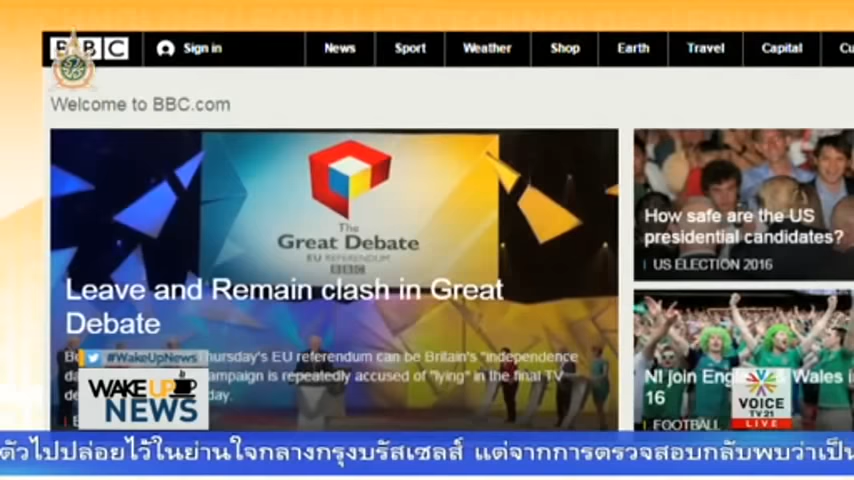 BBC
Sign in
News
Sport
Weather
Shop
Earth
Travel
Capital
Welcome to BBC.com
The
Great Debate
EU REFERENDUM
BBC
Leave and Remain clash in Great
Debate
Thursday's EU referendum can be Britain's "independence
campaign is repeatedly accused of "lying" in the final TV
How safe are the US
presidential candidates?
US ELECTION 2016
NI join Wales
16
FOOTBALL
#WakeUpNews
WAKE UP
NEWS
VOICE
TV 21
LIVE
ตัวไปปล่อยไว้ในย่านใจกลางกรุงบรัสเซลส์ แต่จากการตรวจสอบกลับพบว่าเป็น